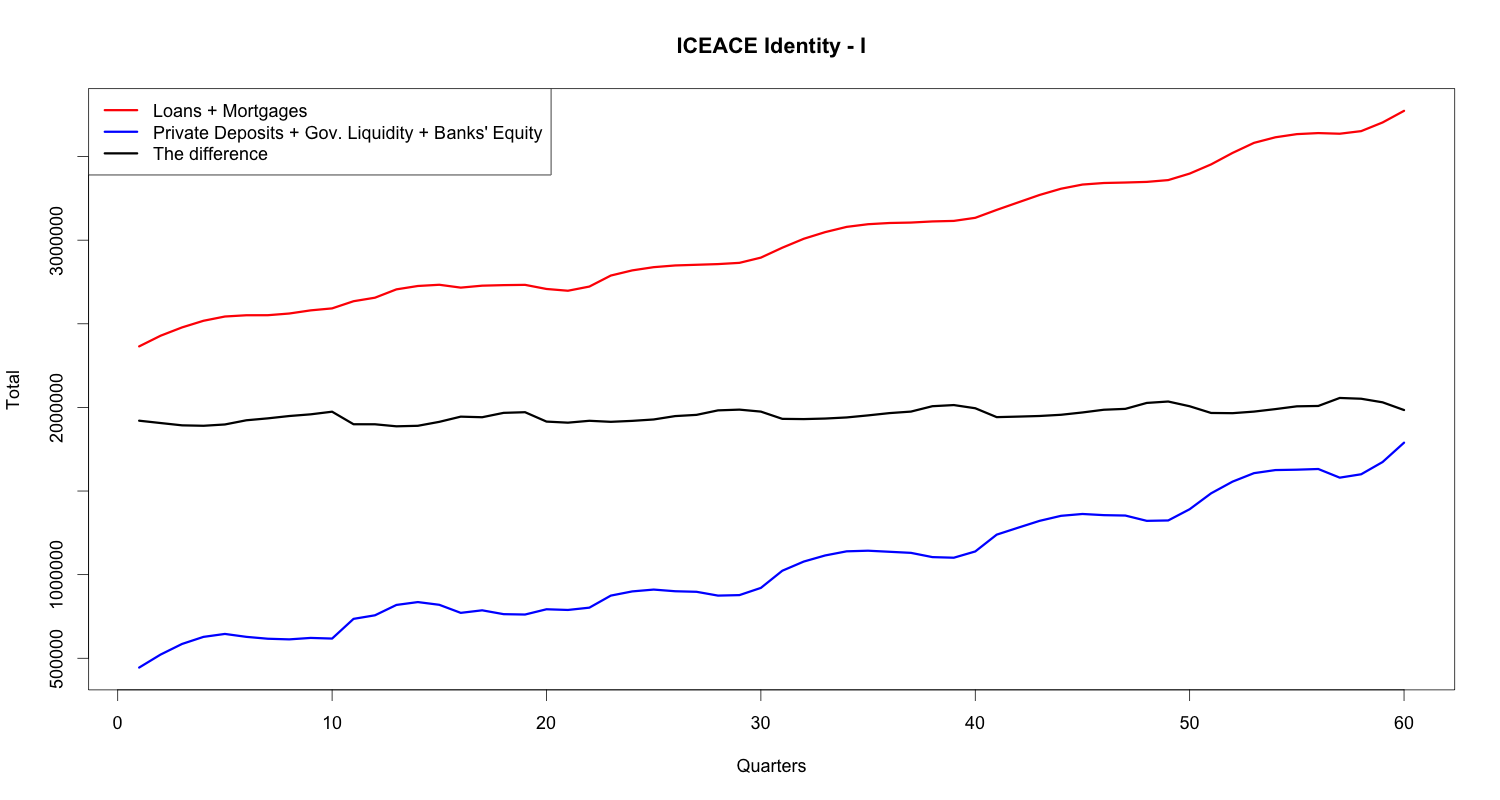 ICEACE Identity - I
Loans + Mortgages
Private Deposits + Gov. Liquidity + Banks' Equity
The difference
Total
3000000
2000000
1000000
500000
0 10 20 30 40 50 60
Quarters